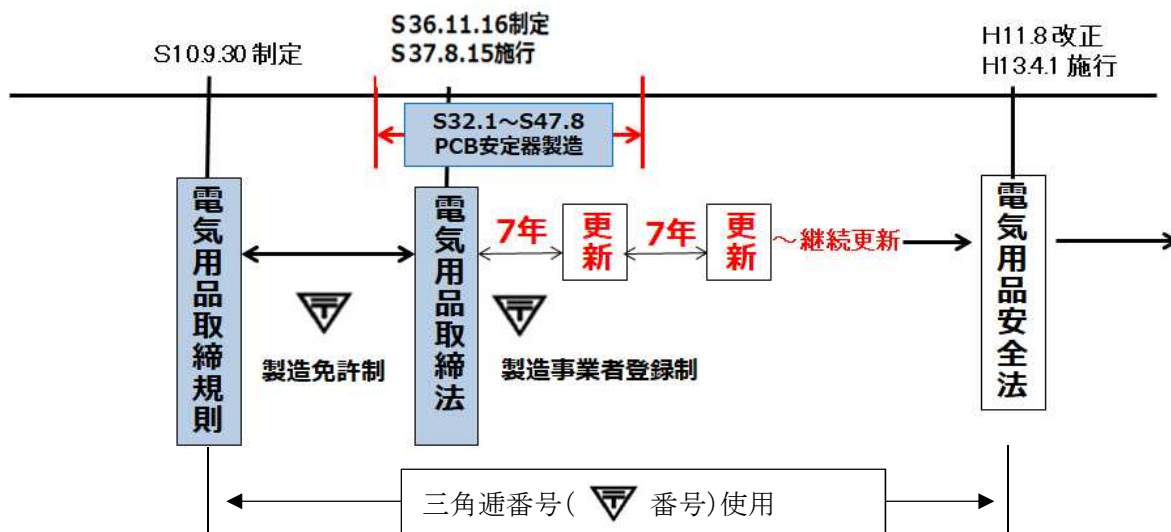 S10.9.30 制定
S36.11.16制定
S37.8.15施行
H11.8 改正
H13.4.1 施行
S32.1～S47.8
PCB安定器製造
電気用品取締規則
製造免許制
電気用品取締法
7年
更新
7年
更新
～継続更新
製造事業者登録制
電気用品安全法
三角逓番号( 〒 番号)使用